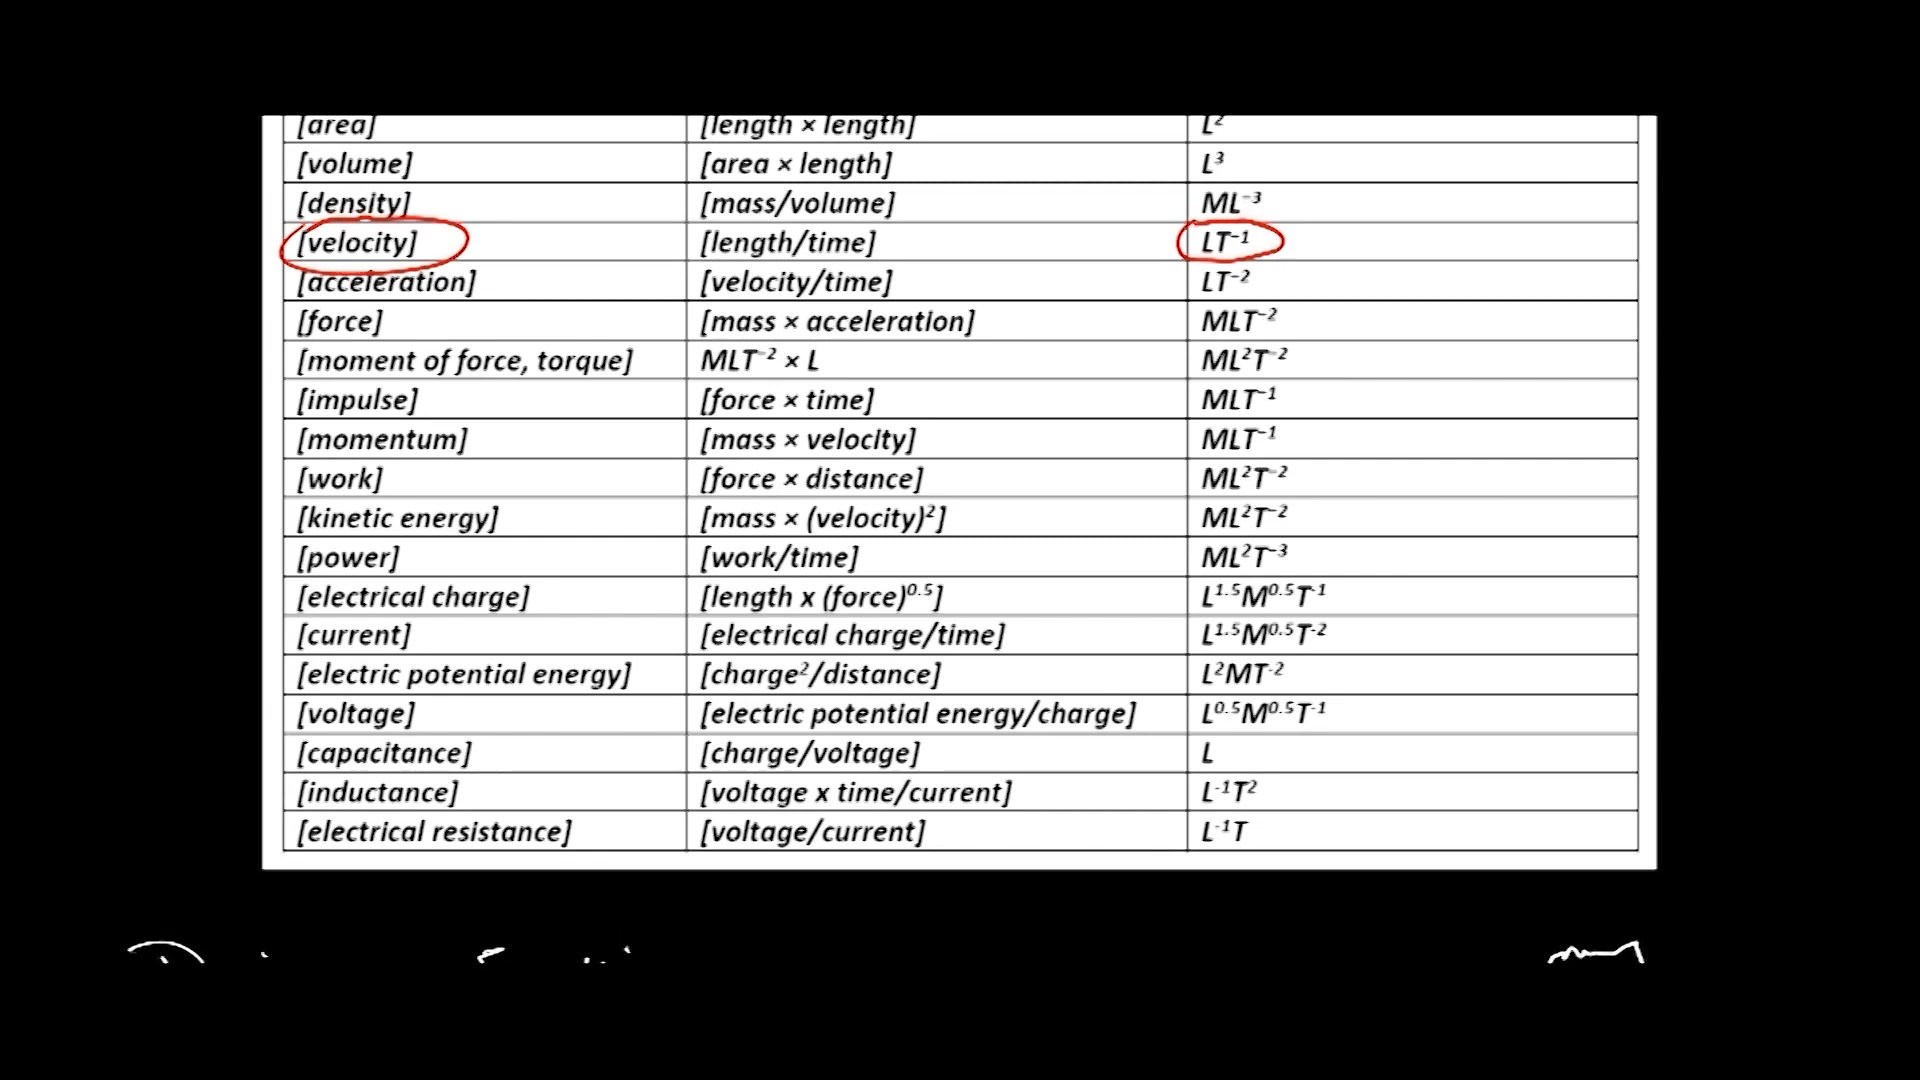 [area] [length × length] L²
[volume] [area × length] L³
[density] [mass/volume] ML⁻³
[velocity] [length/time] LT⁻¹
[acceleration] [velocity/time] LT⁻²
[force] [mass × acceleration] MLT⁻²
[moment of force, torque] MLT⁻² × L ML²T⁻²
[impulse] [force × time] MLT⁻¹
[momentum] [mass × velocity] MLT⁻¹
[work] [force × distance] ML²T⁻²
[kinetic energy] [mass × (velocity)²] ML²T⁻²
[power] [work/time] ML²T⁻³
[electrical charge] [length x (force)⁰·⁵] L¹·⁵M⁰·⁵T⁻¹
[current] [electrical charge/time] L¹·⁵M⁰·⁵T⁻²
[electric potential energy] [charge²/distance] L²MT⁻²
[voltage] [electric potential energy/charge] L⁰·⁵M⁰·⁵T⁻¹
[capacitance] [charge/voltage] L
[inductance] [voltage x time/current] L⁻¹T²
[electrical resistance] [voltage/current] L⁻¹T